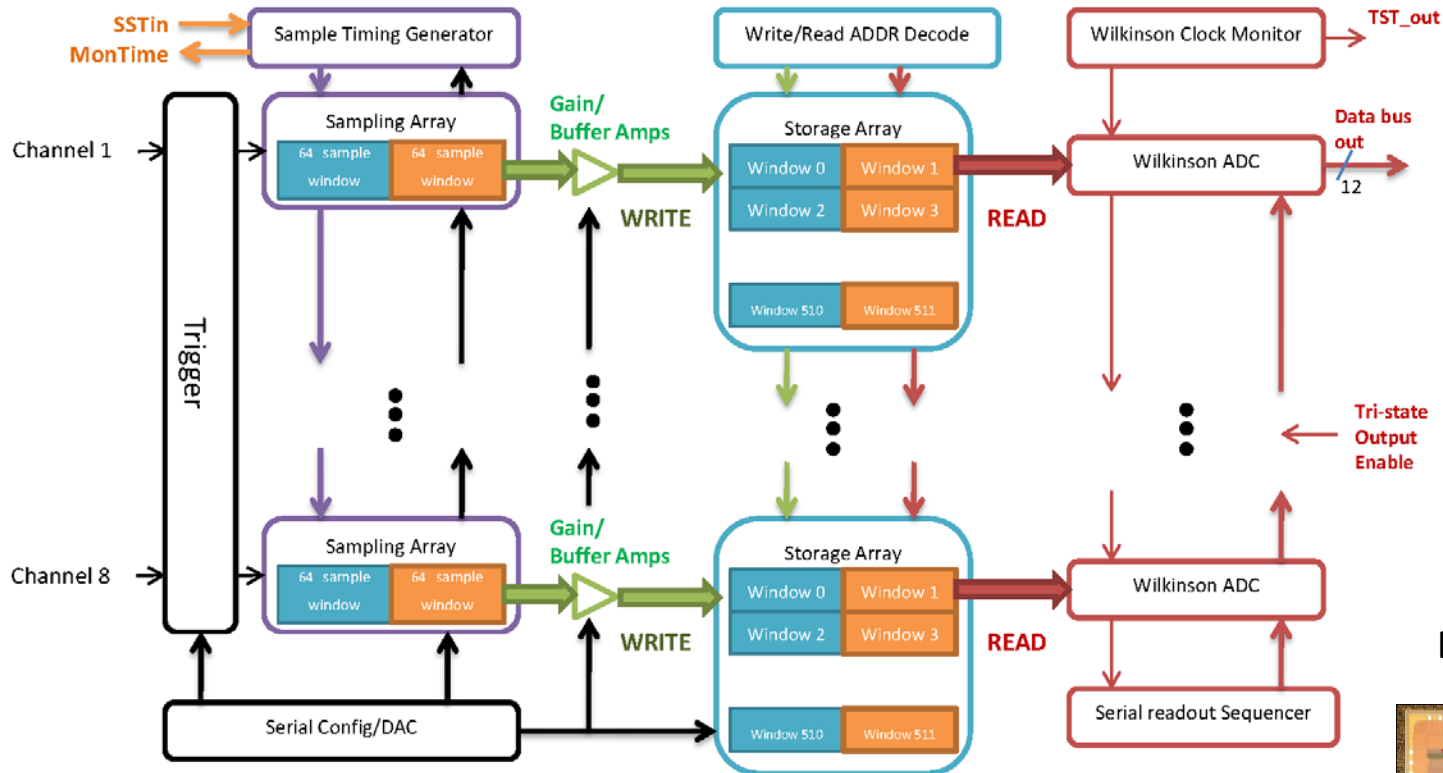 SSTin
MonTime
Sample Timing Generator
Write/Read ADDR Decode
Wilkinson Clock Monitor
TST_out
Channel 1
Trigger
Sampling Array
64 sample
window
64 sample
window
Gain/
Buffer Amps
WRITE
Storage Array
Window 0
Window 1
Window 2
Window 3
Window 510
Window 511
READ
Wilkinson ADC
Data bus
out
12
Tri-state
Output
Enable
Channel 8
Sampling Array
64 sample
window
64 sample
window
Gain/
Buffer Amps
WRITE
Storage Array
Window 0
Window 1
Window 2
Window 3
Window 510
Window 511
READ
Wilkinson ADC
Serial Config/DAC
Serial readout Sequencer